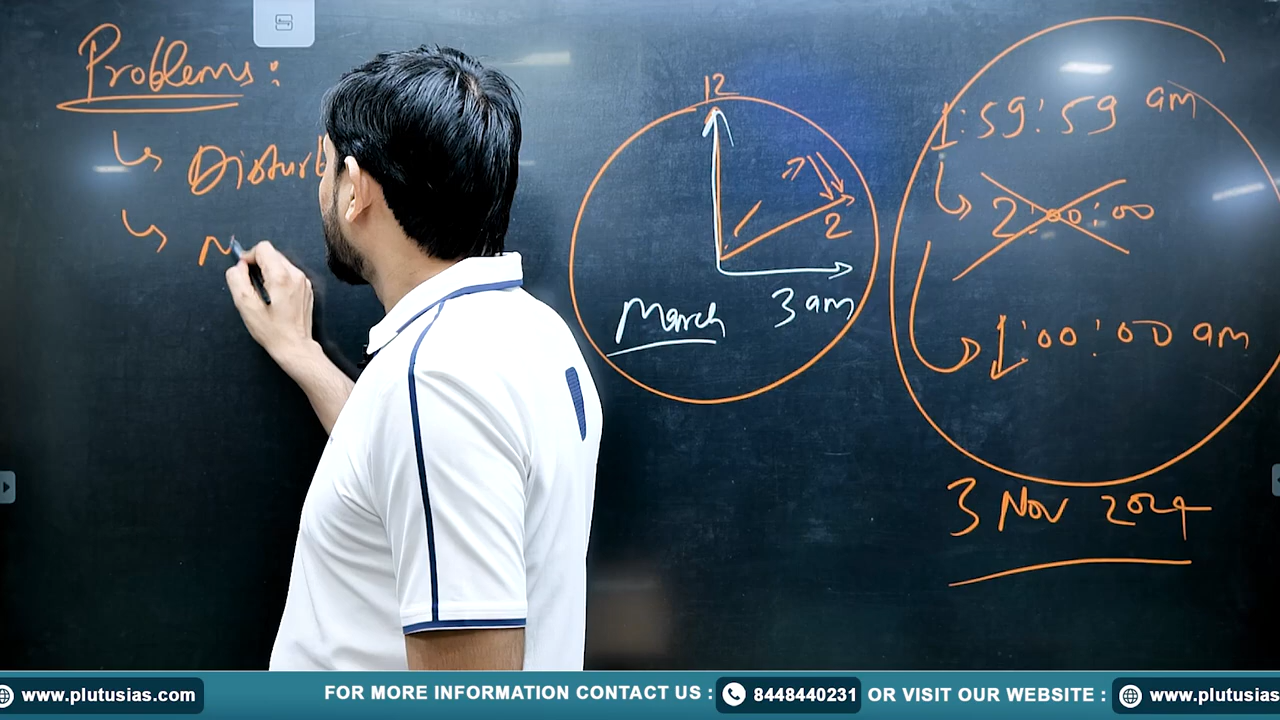 Problems :
↳ Disturb
↳ N
12
2
3 am
March
1:59:59 am
↳ 2:00:00
1:00:00 am
3 Nov 2024
www.plutusias.com
FOR MORE INFORMATION CONTACT US : 8448440231 OR VISIT OUR WEBSITE : www.plutusias